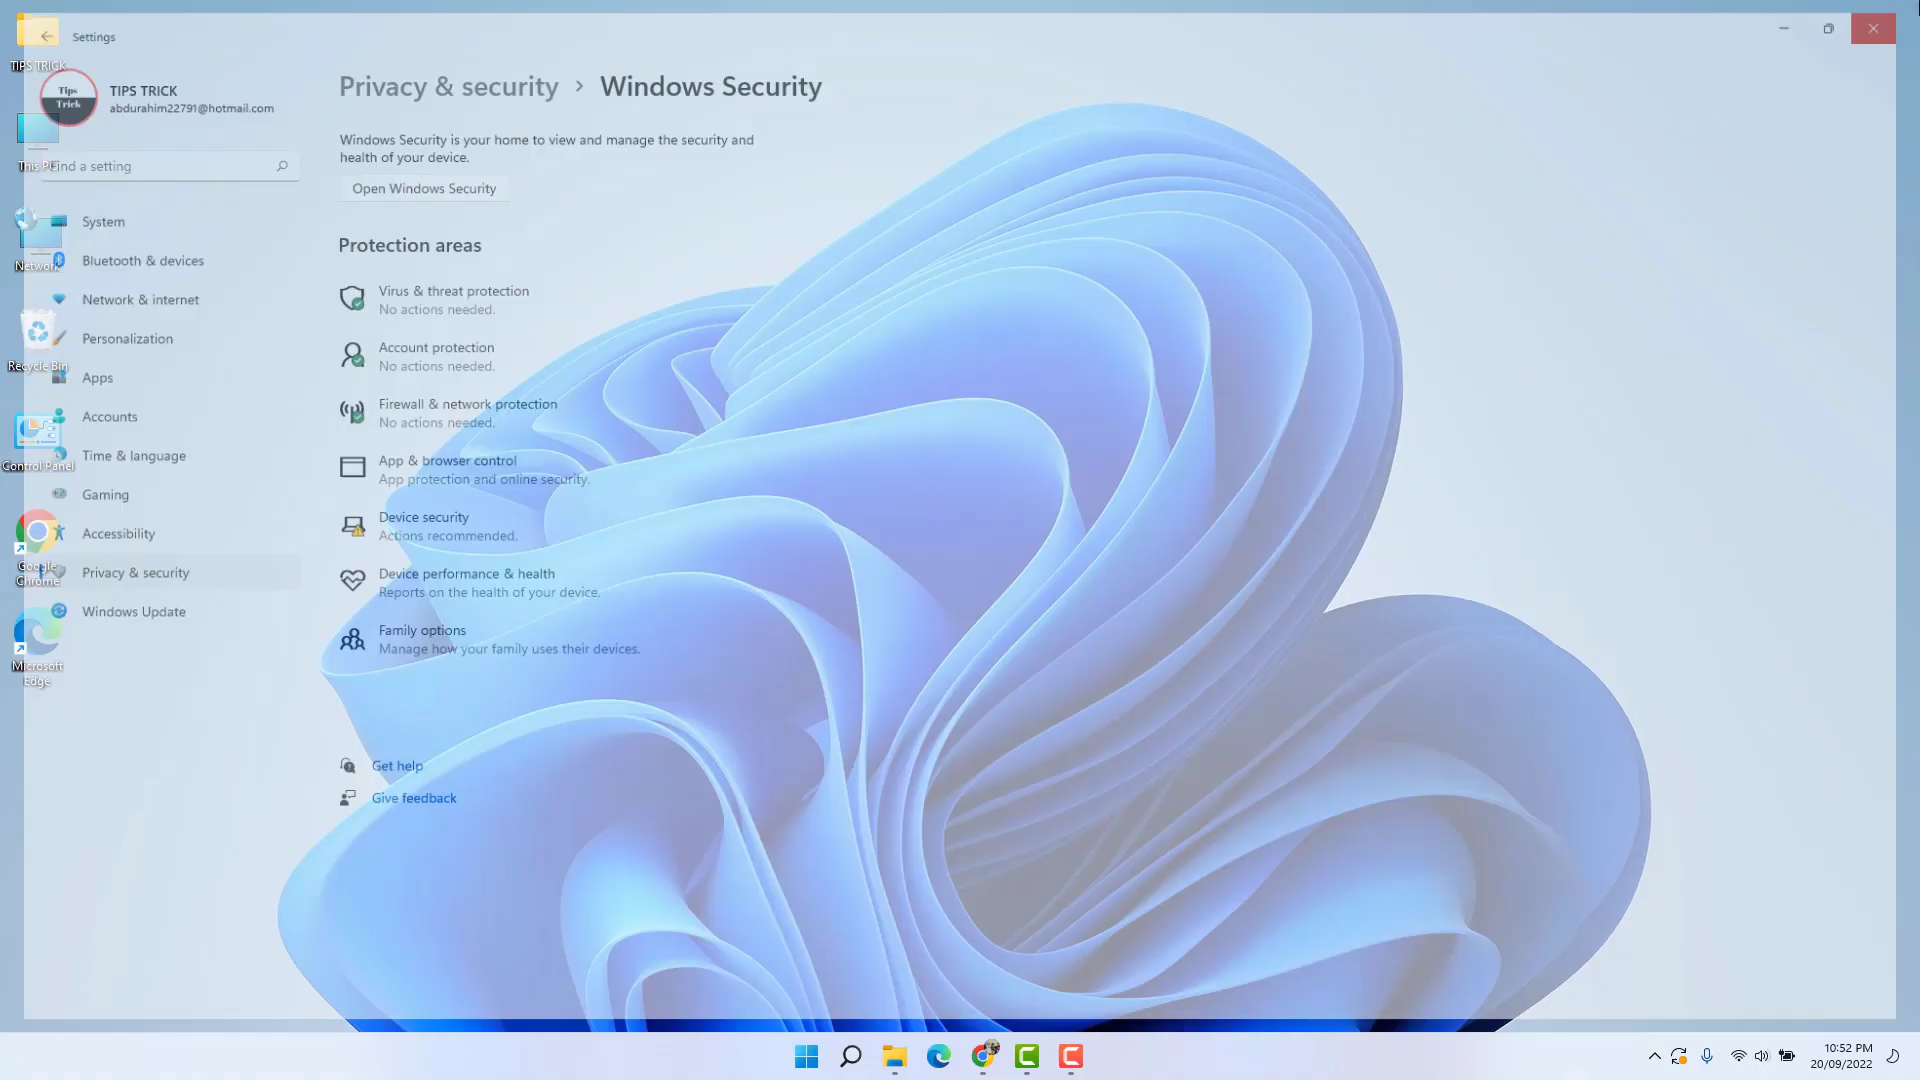 Settings
TIPS TRICK
Tips
Trick
TIPS TRICK
abdurahim22791@hotmail.com
This PC
Find a setting
System
Bluetooth & devices
Network
Network & internet
Personalization
Recycle Bin
Apps
Accounts
Control Panel
Time & language
Gaming
Accessibility
Google
Chrome
Privacy & security
Windows Update
Microsoft
Edge
Privacy & security > Windows Security
Windows Security is your home to view and manage the security and
health of your device.
Open Windows Security
Protection areas
Virus & threat protection
No actions needed.
Account protection
No actions needed.
Firewall & network protection
No actions needed.
App & browser control
App protection and online security.
Device security
Actions recommended.
Device performance & health
Reports on the health of your device.
Family options
Manage how your family uses their devices.
Get help
Give feedback
10:52 PM
20/09/2022